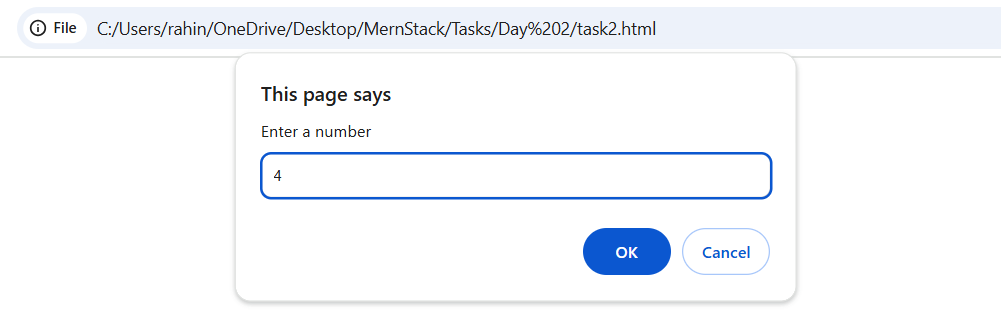 File C:/Users/rahin/OneDrive/Desktop/MernStack/Tasks/Day%202/task2.html
This page says
Enter a number
4
OK Cancel